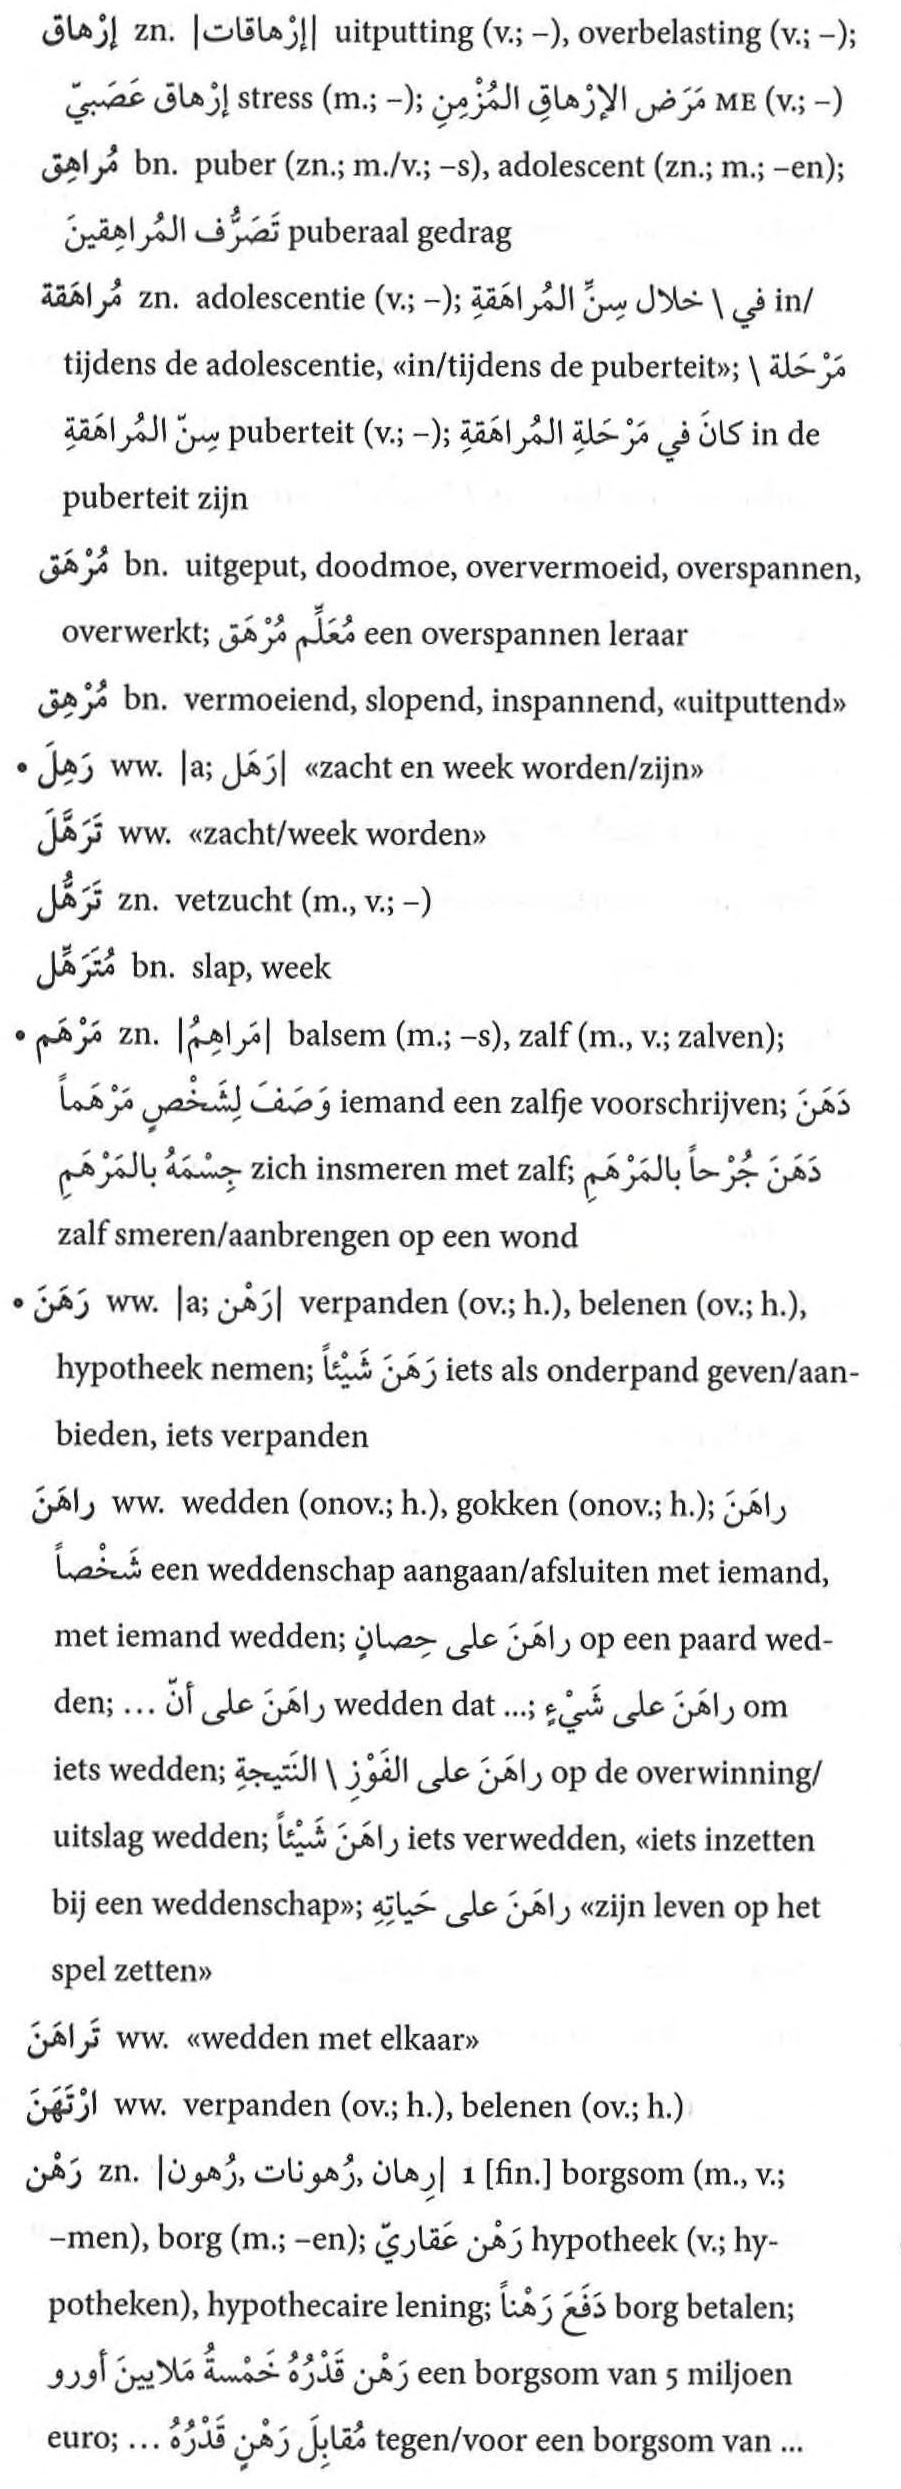 إرْهاق zn. |إرْهاقات| uitputting (v.; –), overbelasting (v.; –);
إرْهاق عَصَبيّ stress (m.; –); مَرَض الإرْهاقِ المُزْمِنِ ME (v.; –)
مُراهِق bn. puber (zn.; m./v.; –s), adolescent (zn.; m.; –en);
تَصَرُّف المُراهِقينَ puberaal gedrag
مُراهَقة zn. adolescentie (v.; –); في \ خلال سِنِّ المُراهَقةِ in/
tijdens de adolescentie, «in/tijdens de puberteit»; مَرْحَلة \
سِنّ المُراهَقةِ puberteit (v.; –); كانَ في مَرْحَلةِ المُراهَقةِ in de
puberteit zijn
مُرْهَق bn. uitgeput, doodmoe, oververmoeid, overspannen,
overwerkt; مُعَلِّم مُرْهَق een overspannen leraar
مُرْهِق bn. vermoeiend, slopend, inspannend, «uitputtend»
• رَهِلَ ww. |a; رَهَل| «zacht en week worden/zijn»
تَرَهَّلَ ww. «zacht/week worden»
تَرَهُّل zn. vetzucht (m., v.; –)
مُتَرَهِّل bn. slap, week
• مَرْهَم zn. |مَراهِمُ| balsem (m.; –s), zalf (m., v.; zalven);
وَصَفَ لِشَخْصٍ مَرْهَماً iemand een zalfje voorschrijven; دَهَنَ
جِسْمَهُ بالمَرْهَمِ zich insmeren met zalf; دَهَنَ جُرْحاً بالمَرْهَمِ
zalf smeren/aanbrengen op een wond
• رَهَنَ ww. |a; رَهْن| verpanden (ov.; h.), belenen (ov.; h.),
hypotheek nemen; رَهَنَ شَيْئاً iets als onderpand geven/aan-
bieden, iets verpanden
راهَنَ ww. wedden (onov.; h.), gokken (onov.; h.); راهَنَ
شَخْصاً een weddenschap aangaan/afsluiten met iemand,
met iemand wedden; راهَنَ على حِصانٍ op een paard wed-
den; راهَنَ على أنّ ... wedden dat ...; راهَنَ على شَيْءٍ om
iets wedden; راهَنَ على الفَوْزِ \ النَتيجةِ op de overwinning/
uitslag wedden; راهَنَ شَيْئاً iets verwedden, «iets inzetten
bij een weddenschap»; راهَنَ على حَياتِهِ «zijn leven op het
spel zetten»
تَراهَنَ ww. «wedden met elkaar»
ارْتَهَنَ ww. verpanden (ov.; h.), belenen (ov.; h.)
رَهْن zn. |رِهان, رُهونات, رُهون| 1 [fin.] borgsom (m., v.;
–men), borg (m.; –en); رَهْن عَقاريّ hypotheek (v.; hy-
potheken), hypothecaire lening; دَفَعَ رَهْناً borg betalen;
رَهْن قَدْرُهُ خَمْسةُ مَلايينَ أورو een borgsom van 5 miljoen
euro; مُقابِلَ رَهْنٍ قَدْرُهُ ... tegen/voor een borgsom van ...